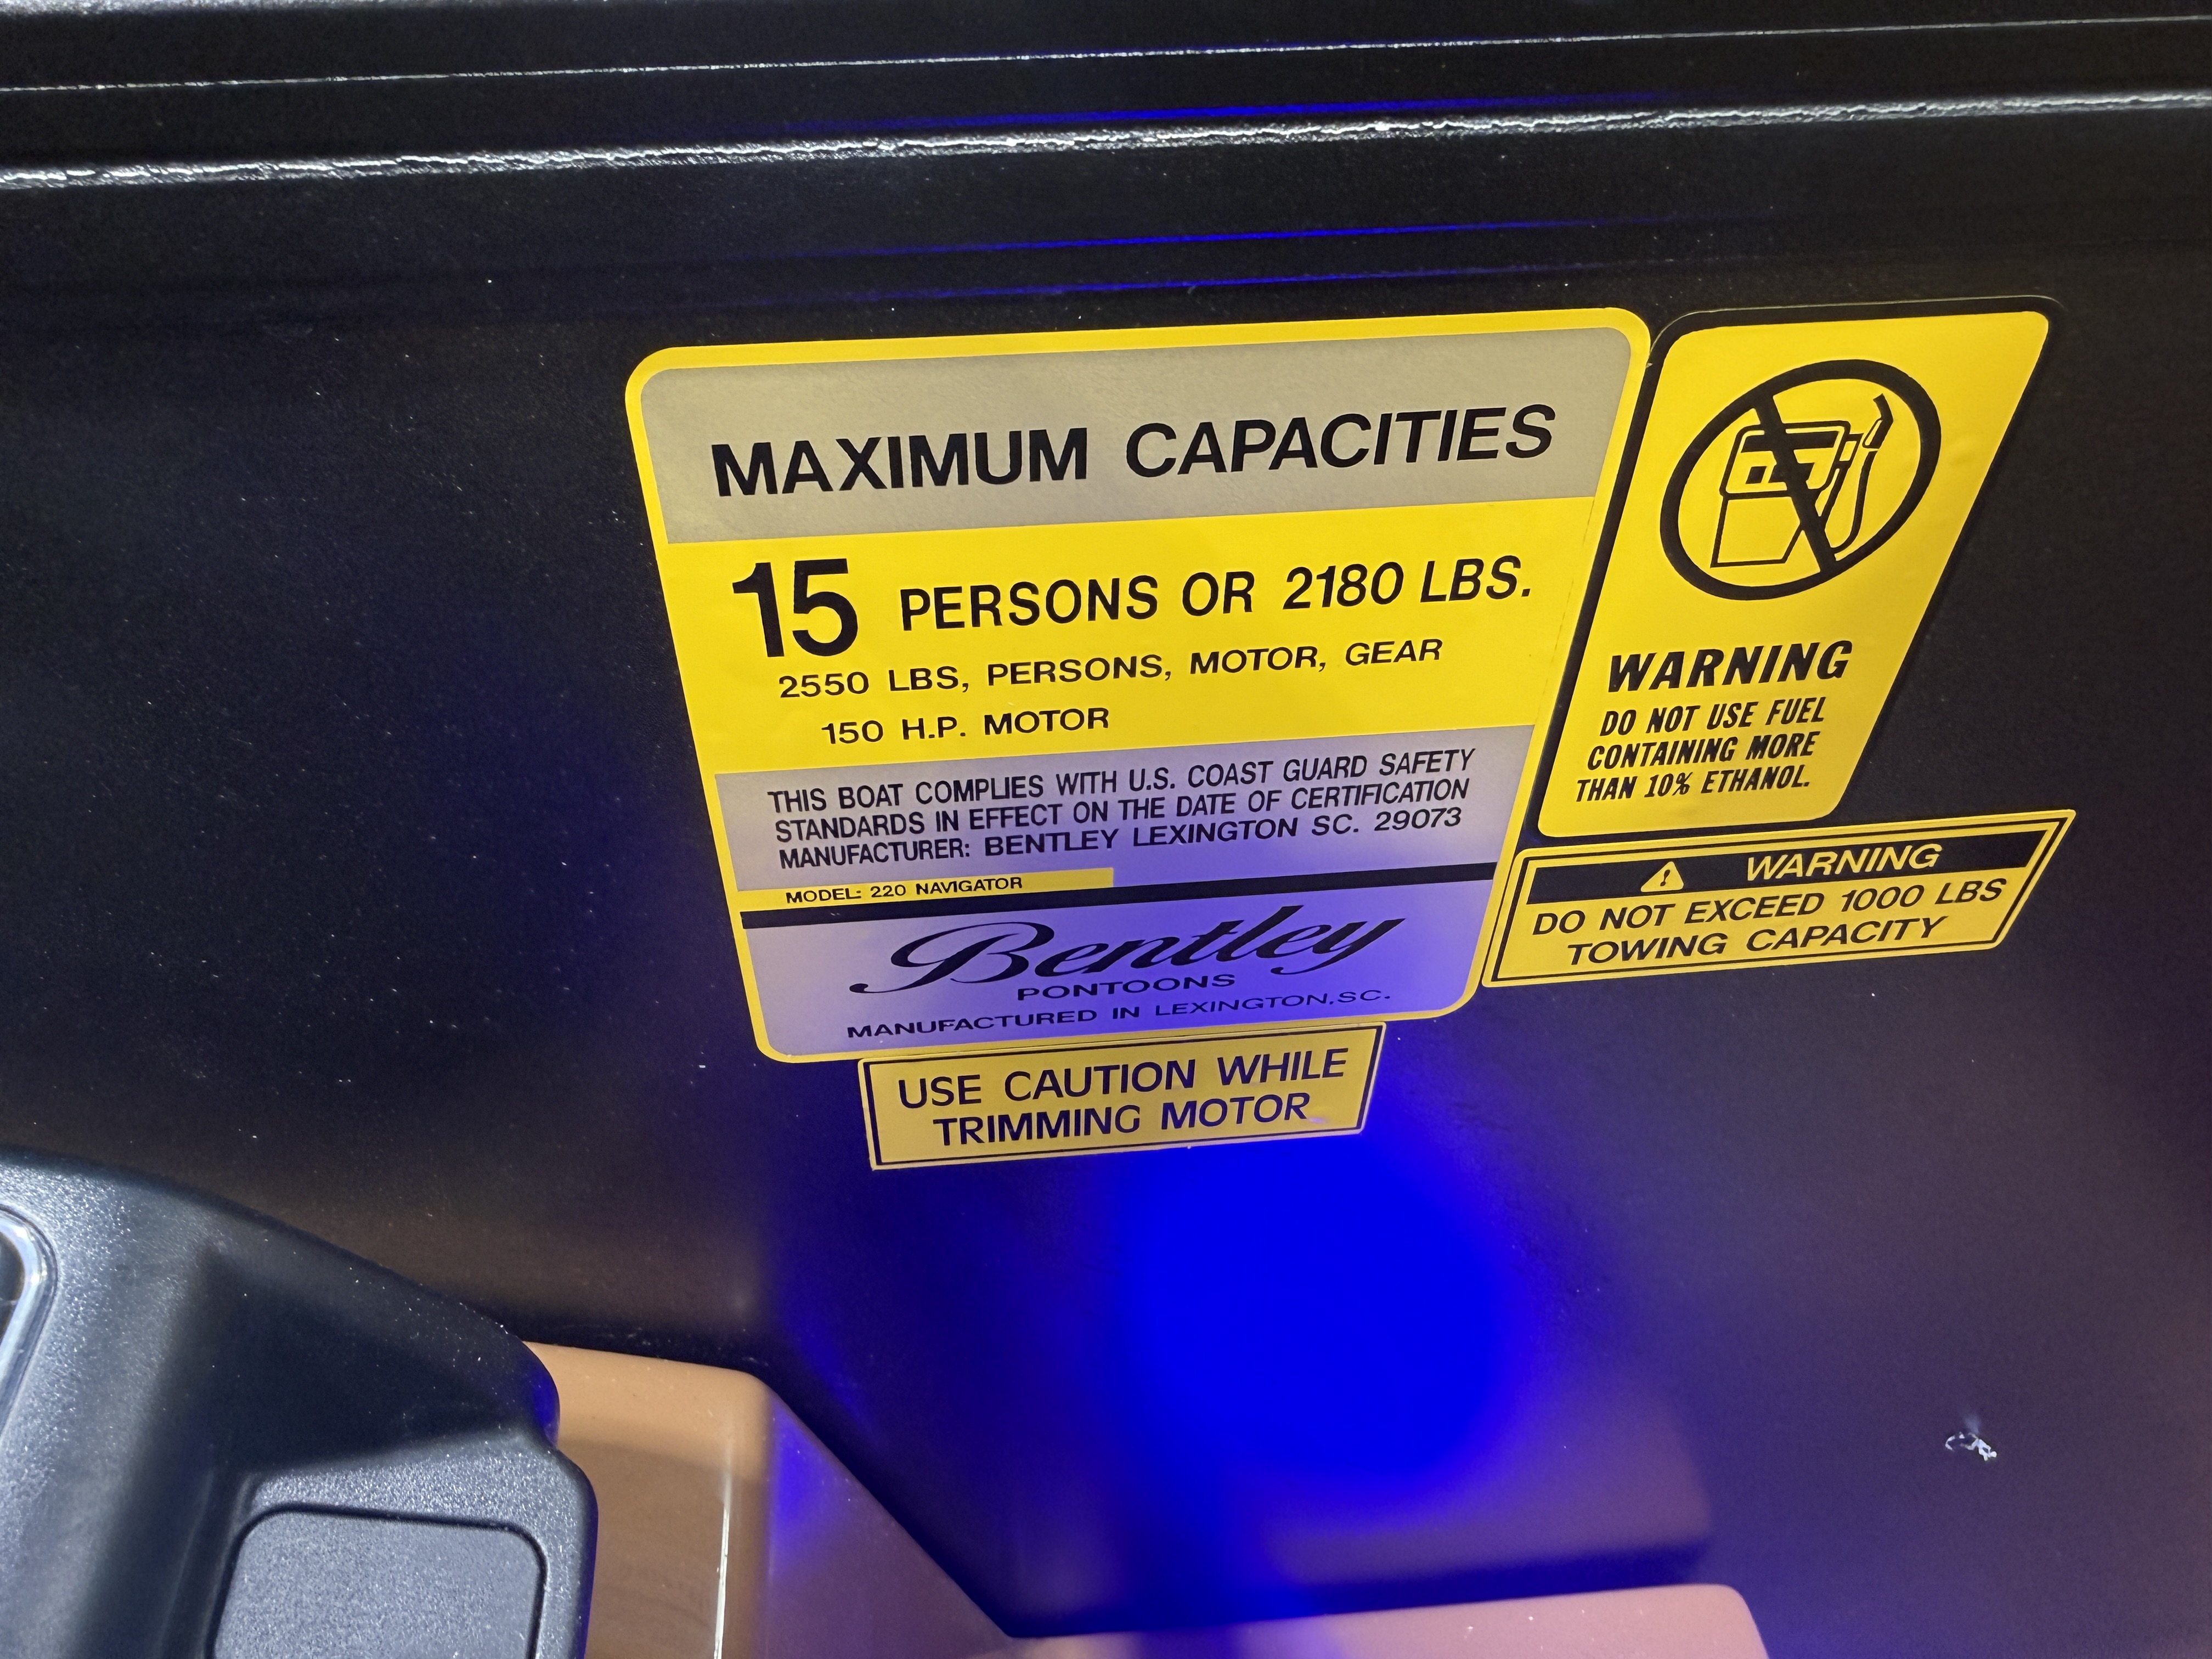 MAXIMUM CAPACITIES
15 PERSONS OR 2180 LBS.
2550 LBS, PERSONS, MOTOR, GEAR
150 H.P. MOTOR
THIS BOAT COMPLIES WITH U.S. COAST GUARD SAFETY
STANDARDS IN EFFECT ON THE DATE OF CERTIFICATION
MANUFACTURER: BENTLEY LEXINGTON SC. 29073
MODEL: 220 NAVIGATOR
Bentley
PONTOONS
MANUFACTURED IN LEXINGTON,SC.
USE CAUTION WHILE
TRIMMING MOTOR
WARNING
DO NOT USE FUEL
CONTAINING MORE
THAN 10% ETHANOL.
WARNING
DO NOT EXCEED 1000 LBS
TOWING CAPACITY